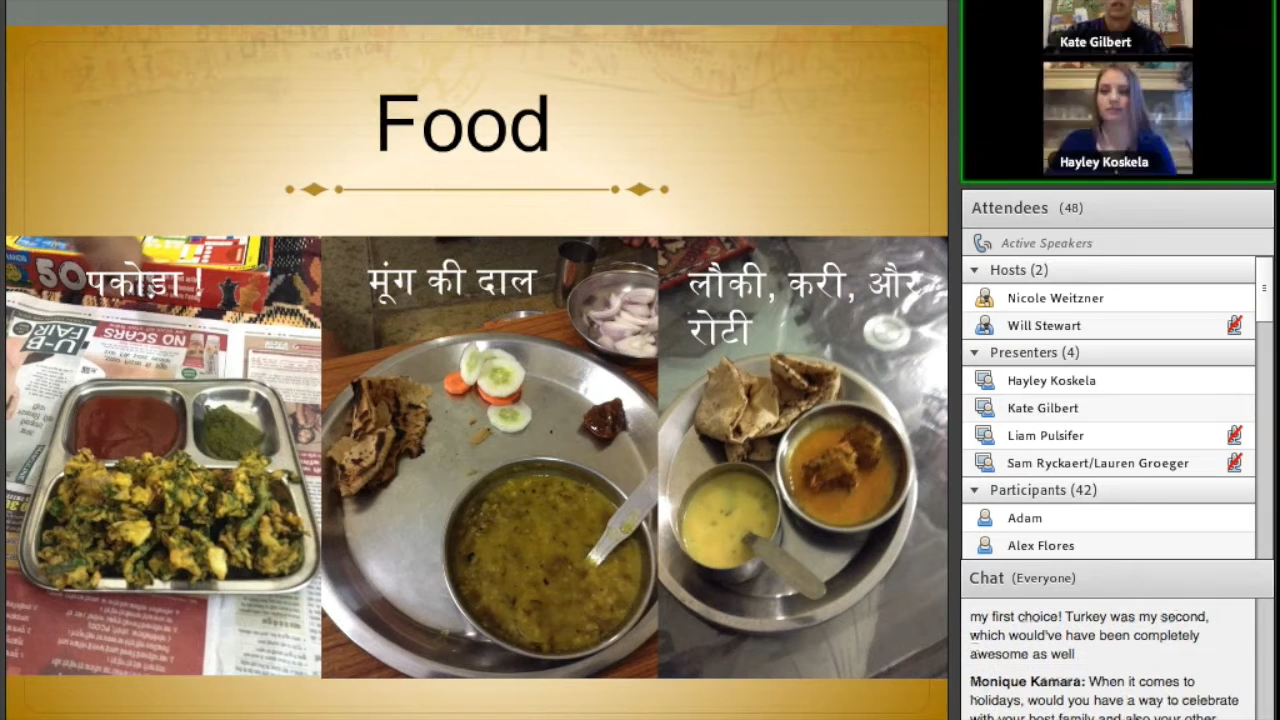 Food
पकोड़ा !
मूंग की दाल
लौकी, करी, और
रोटी
50
U-B
FAIR
NO SCARS
Kate Gilbert
Hayley Koskela
Attendees (48)
Active Speakers
Hosts (2)
Nicole Weitzner
Will Stewart
Presenters (4)
Hayley Koskela
Kate Gilbert
Liam Pulsifer
Sam Ryckaert/Lauren Groeger
Participants (42)
Adam
Alex Flores
Chat (Everyone)
my first choice! Turkey was my second,
which would've have been completely
awesome as well
Monique Kamara: When it comes to
holidays, would you have a way to celebrate
with your host family and also your other